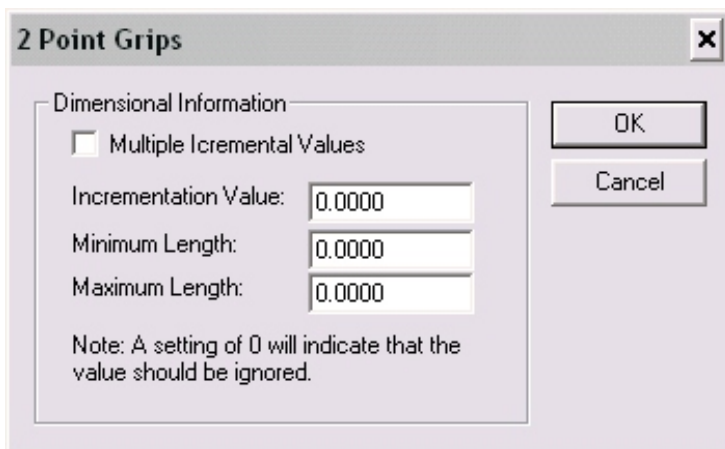 2 Point Grips
Dimensional Information
Multiple Icremental Values
Incrementation Value: 0.0000
Minimum Length: 0.0000
Maximum Length: 0.0000
Note: A setting of 0 will indicate that the
value should be ignored.
OK
Cancel